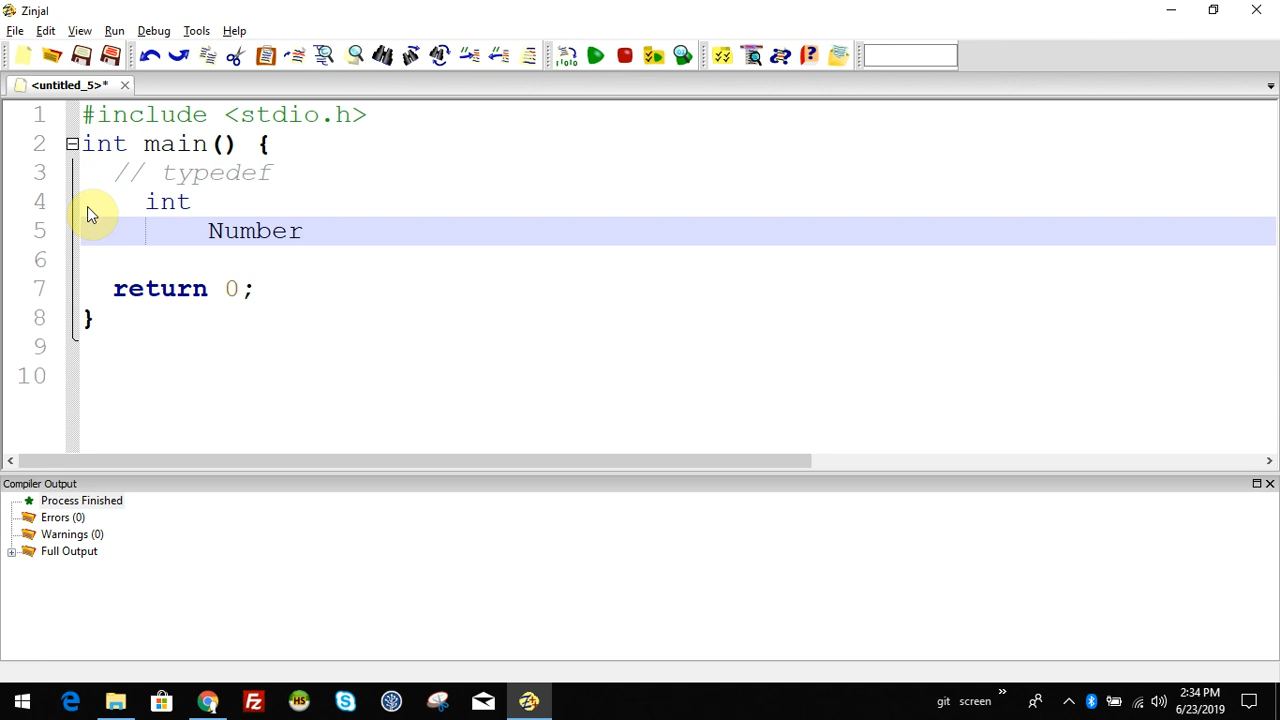 Zinjal
File Edit View Run Debug Tools Help
<untitled_5>*
1 #include <stdio.h>
2 int main() {
3 // typedef
4 int
5 Number
6
7 return 0;
8 }
9
10
Compiler Output
Process Finished
Errors (0)
Warnings (0)
Full Output
git screen
2:34 PM
6/23/2019